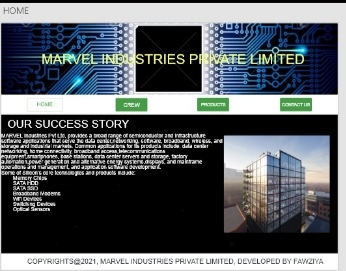 HOME
MARVEL INDUSTRIES PRIVATE LIMITED
HOME
CREW
PRODUCTS
CONTACT US
OUR SUCCESS STORY
MARVEL Industries Pvt Ltd. provides a broad range of semiconductor and infrastructure
software applications that serve the data center,networking, software, broadband, wireless, and
storage and industrial markets. Common applications for its products include: data center
networking, home connectivity, broadband access,telecommunications
equipment,smartphones, base stations, data center servers and storage, factory
automation,power generation and alternative energy systems,displays, and mainframe
operations and management, and application software development.
Some of Silicon's core technologies and products include:
Memory Chips
SATA HDD
SATA SSD
Broadband Modems
WiFi Devices
Switching Devices
Optical Sensors
COPYRIGHTS@2021, MARVEL INDUSTRIES PRIVATE LIMITED, DEVELOPED BY FAWZIYA